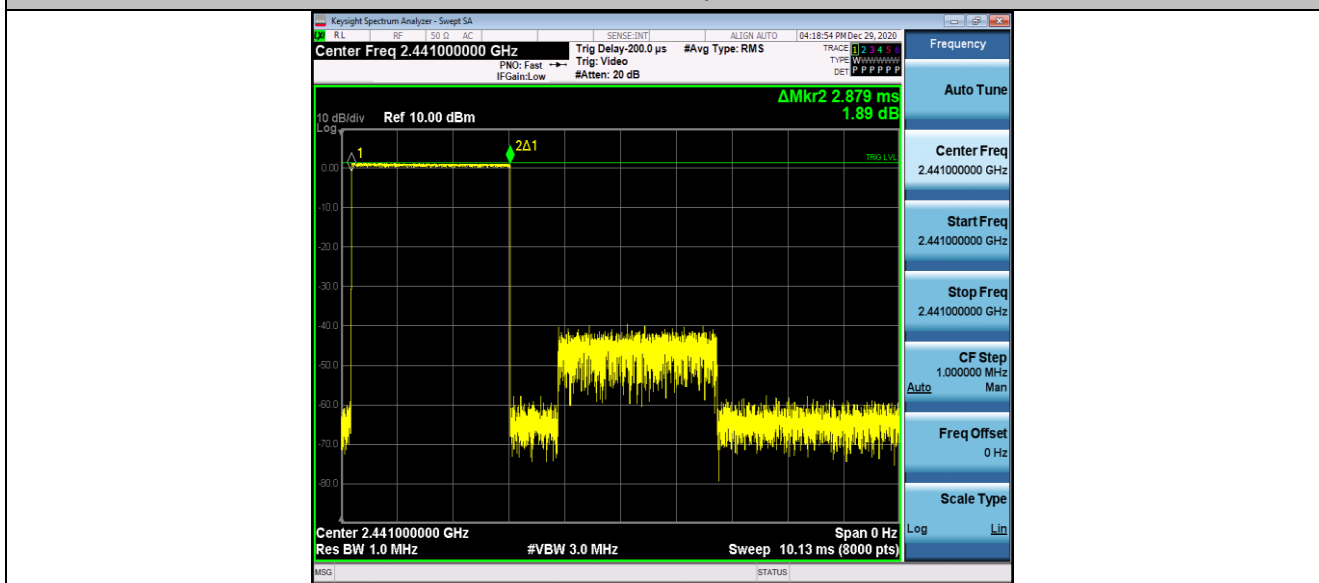 Keysight Spectrum Analyzer - Swept SA
RL RF 50 Ω AC SENSE:INT ALIGN AUTO 04:18:54 PM Dec 29, 2020
Center Freq 2.441000000 GHz
Trig Delay-200.0 µs #Avg Type: RMS TRACE 1 2 3 4 5 6
PNO: Fast Trig: Video TYPE WWWWWW
IFGain:Low #Atten: 20 dB DET P P P P P P
Frequency
ΔMkr2 2.879 ms
1.89 dB
10 dB/div Ref 10.00 dBm
Log
1
2Δ1
TRIG LVL
0.00
-10.0
-20.0
-30.0
-40.0
-50.0
-60.0
-70.0
-80.0
Center 2.441000000 GHz Span 0 Hz
Res BW 1.0 MHz #VBW 3.0 MHz Sweep 10.13 ms (8000 pts)
MSG STATUS
Auto Tune
Center Freq
2.441000000 GHz
Start Freq
2.441000000 GHz
Stop Freq
2.441000000 GHz
CF Step
1.000000 MHz
Auto Man
Freq Offset
0 Hz
Scale Type
Log Lin